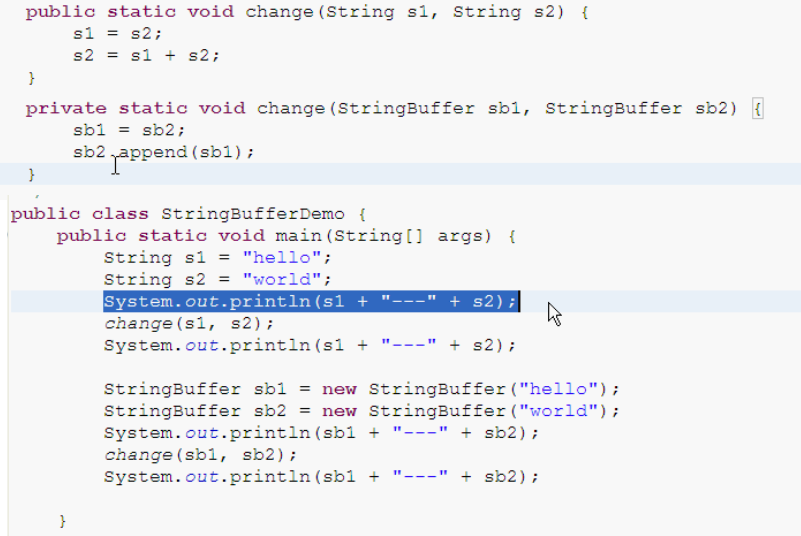 public static void change(String s1, String s2) {
s1 = s2;
s2 = s1 + s2;
}
private static void change(StringBuffer sb1, StringBuffer sb2) {
sb1 = sb2;
sb2.append(sb1);
}
public class StringBufferDemo {
public static void main(String[] args) {
String s1 = "hello";
String s2 = "world";
System.out.println(s1 + "---" + s2);
change(s1, s2);
System.out.println(s1 + "---" + s2);
StringBuffer sb1 = new StringBuffer("hello");
StringBuffer sb2 = new StringBuffer("world");
System.out.println(sb1 + "---" + sb2);
change(sb1, sb2);
System.out.println(sb1 + "---" + sb2);
}